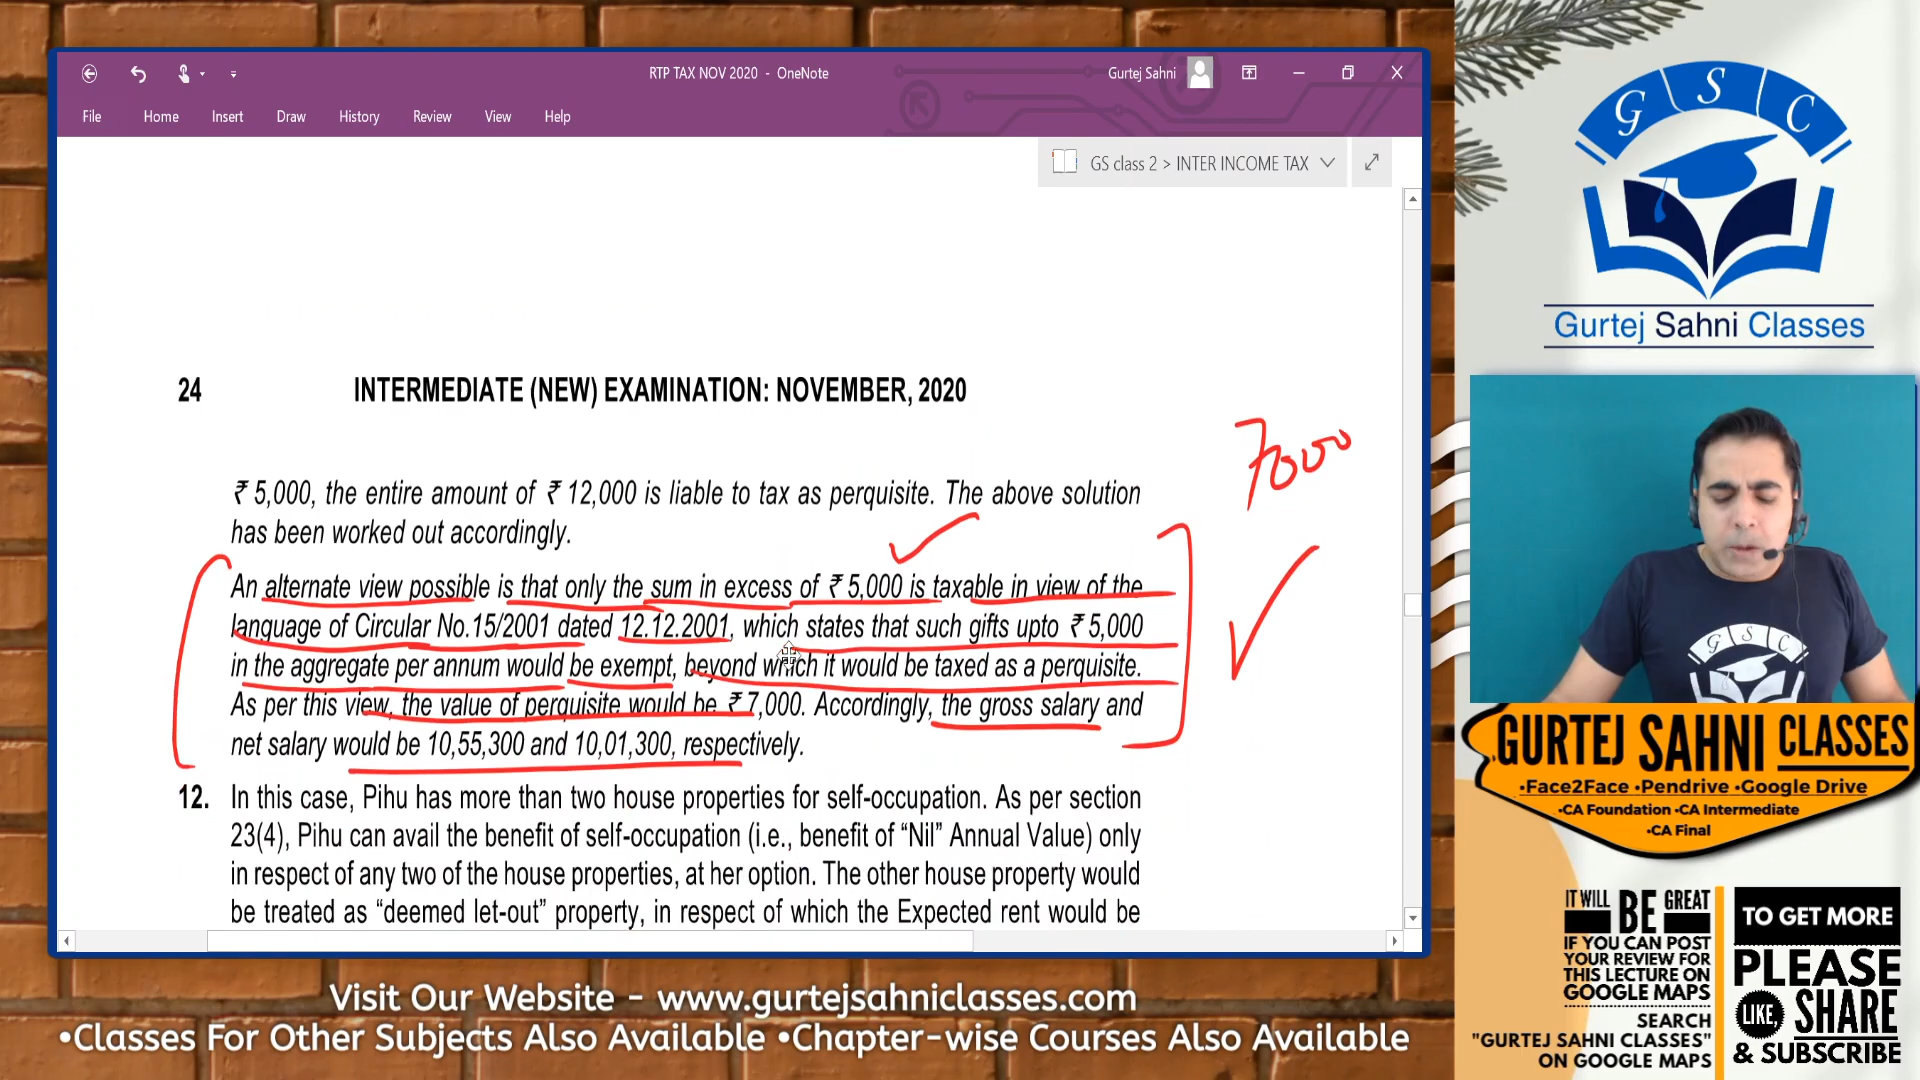 RTP TAX NOV 2020 - OneNote
Gurtej Sahni
File Home Insert Draw History Review View Help
GS class 2 > INTER INCOME TAX
24 INTERMEDIATE (NEW) EXAMINATION: NOVEMBER, 2020
7000
₹ 5,000, the entire amount of ₹ 12,000 is liable to tax as perquisite. The above solution
has been worked out accordingly.
An alternate view possible is that only the sum in excess of ₹ 5,000 is taxable in view of the
language of Circular No.15/2001 dated 12.12.2001, which states that such gifts upto ₹ 5,000
in the aggregate per annum would be exempt, beyond which it would be taxed as a perquisite.
As per this view, the value of perquisite would be ₹ 7,000. Accordingly, the gross salary and
net salary would be 10,55,300 and 10,01,300, respectively.
12. In this case, Pihu has more than two house properties for self-occupation. As per section
23(4), Pihu can avail the benefit of self-occupation (i.e., benefit of “Nil” Annual Value) only
in respect of any two of the house properties, at her option. The other house property would
be treated as “deemed let-out” property, in respect of which the Expected rent would be
Visit Our Website - www.gurtejsahniclasses.com
•Classes For Other Subjects Also Available •Chapter-wise Courses Also Available
G S C
Gurtej Sahni Classes
G S C
GURTEJ SAHNI CLASSES
•Face2Face •Pendrive •Google Drive
•CA Foundation •CA Intermediate
•CA Final
IT WILL BE GREAT
IF YOU CAN POST
YOUR REVIEW FOR
THIS LECTURE ON
GOOGLE MAPS
SEARCH
"GURTEJ SAHNI CLASSES"
ON GOOGLE MAPS
TO GET MORE
PLEASE
LIKE, SHARE
& SUBSCRIBE